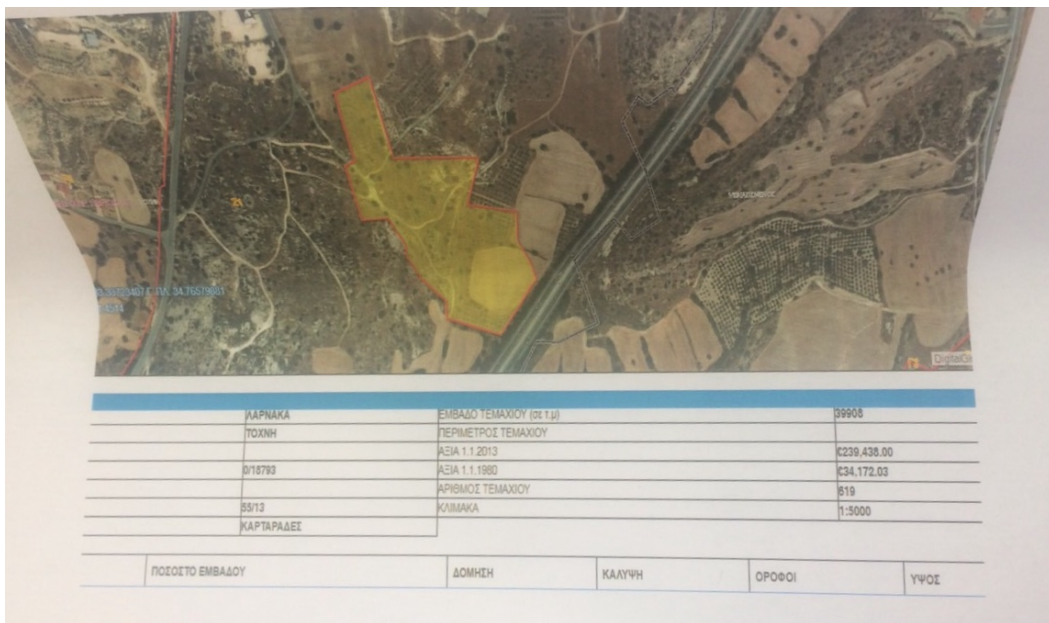 ΛΑΡΝΑΚΑ ΕΜΒΑΔΟ ΤΕΜΑΧΙΟΥ (σε τ.μ) 39908
ΤΟΧΝΗ ΠΕΡΙΜΕΤΡΟΣ ΤΕΜΑΧΙΟΥ
ΑΞΙΑ 1.1.2013 €239,438.00
0/18793 ΑΞΙΑ 1.1.1980 €34,172.03
ΑΡΙΘΜΟΣ ΤΕΜΑΧΙΟΥ 619
55/13 ΚΛΙΜΑΚΑ 1:5000
ΚΑΡΤΑΡΑΔΕΣ
ΠΟΣΟΣΤΟ ΕΜΒΑΔΟΥ ΔΟΜΗΣΗ ΚΑΛΥΨΗ ΟΡΟΦΟΙ ΥΨΟΣ